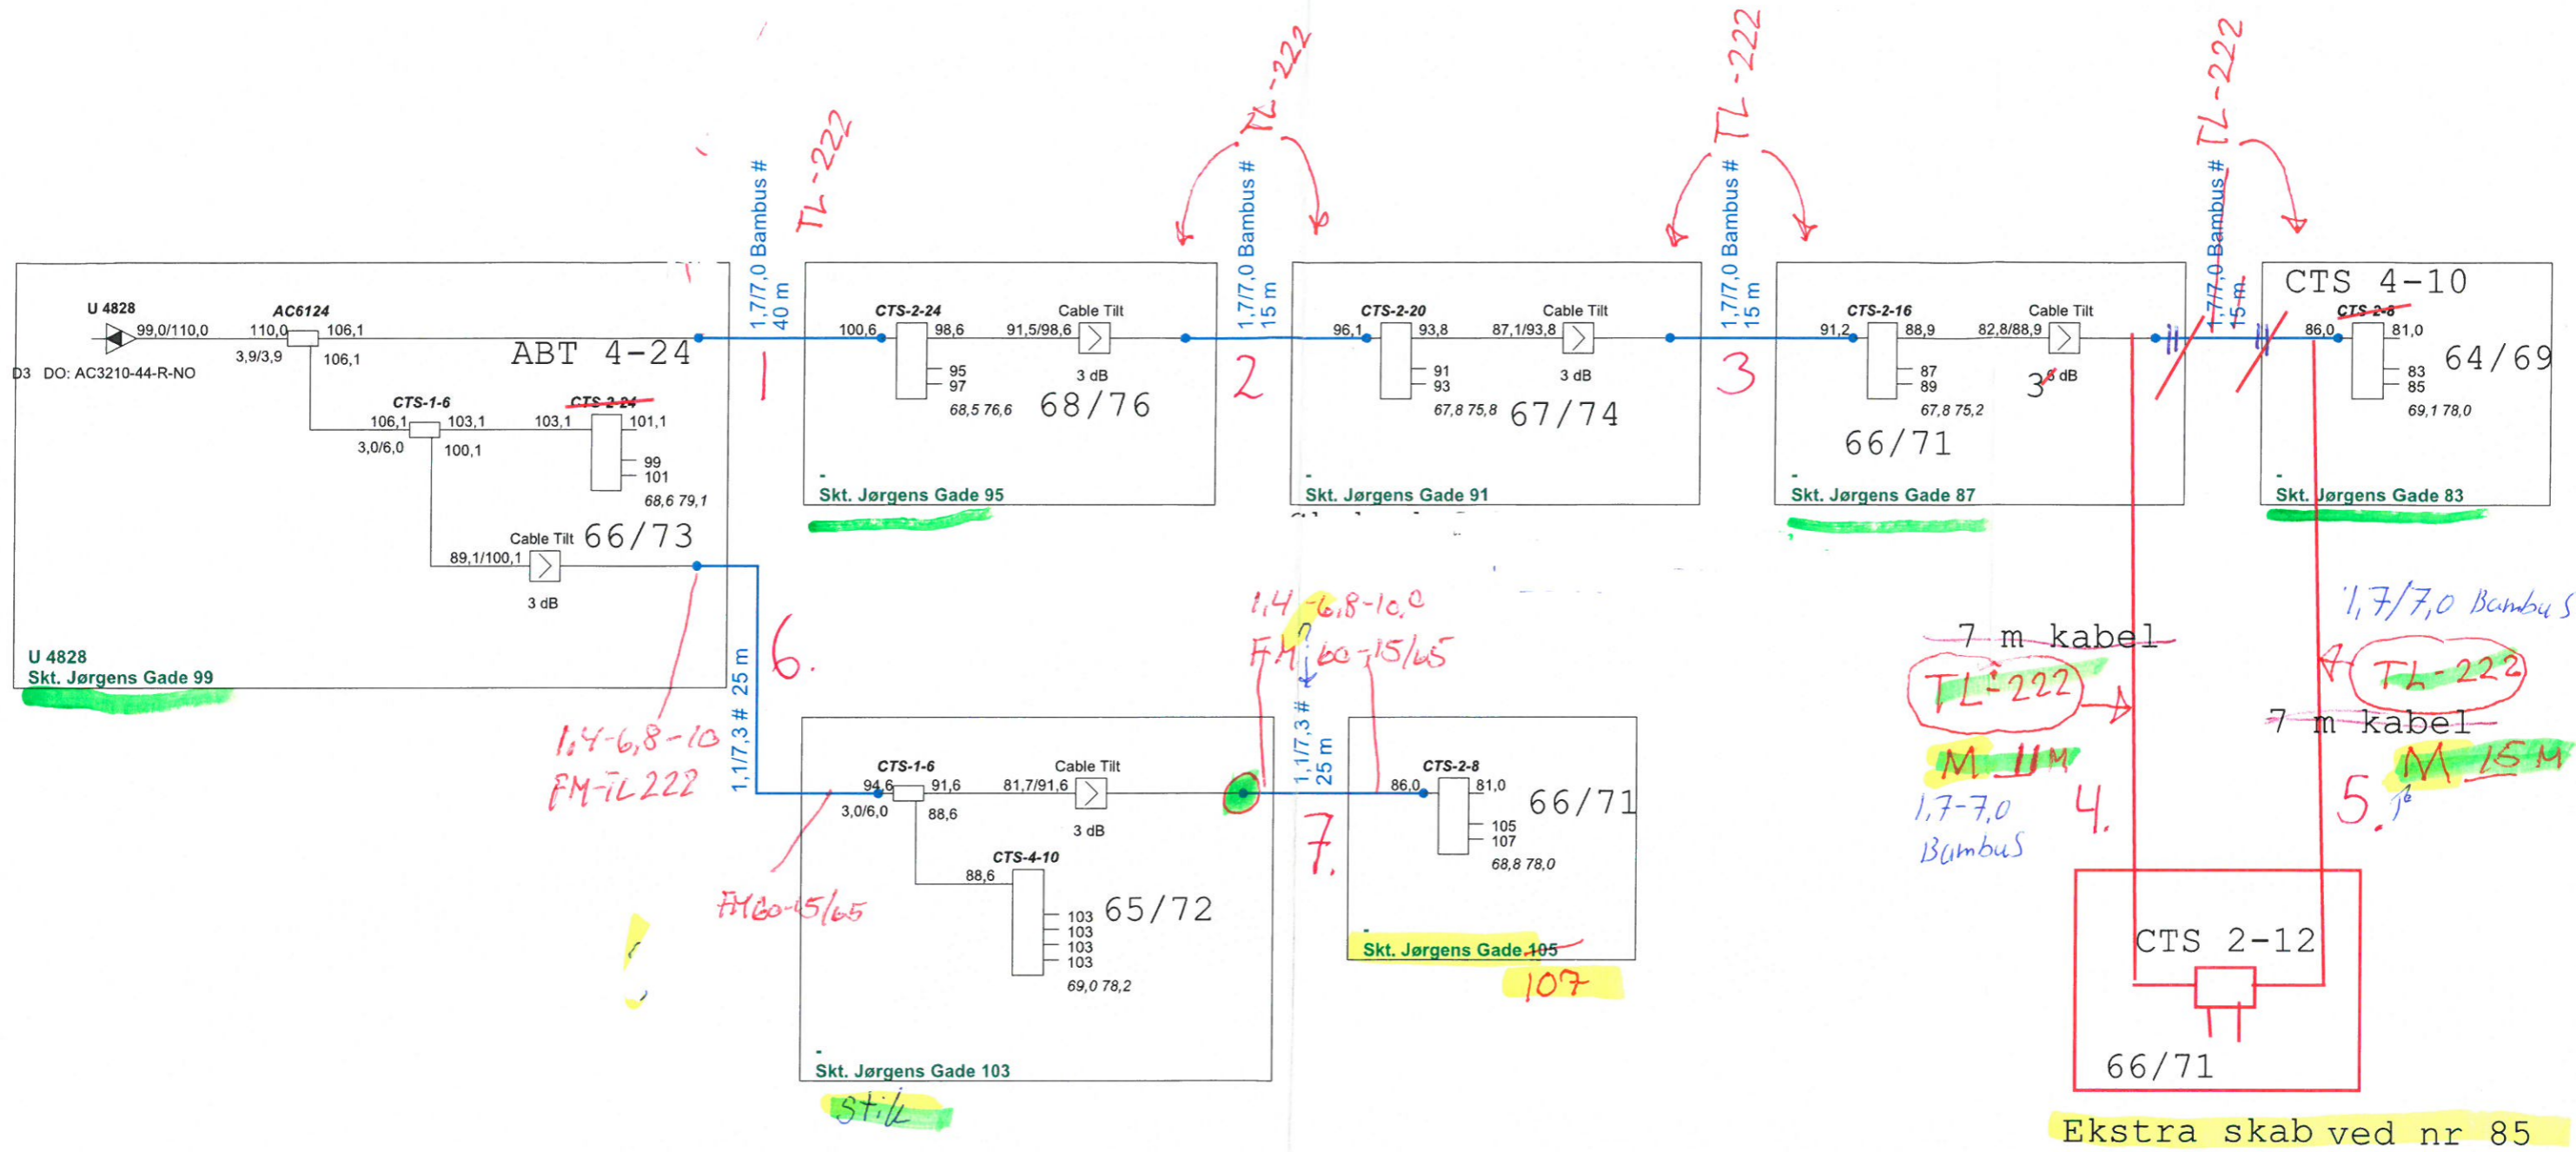 TL-222
TL-222
TL-222
TL-222
1,7/7,0 Bambus #
40 m
1,7/7,0 Bambus #
15 m
1,7/7,0 Bambus #
15 m
1,7/7,0 Bambus #
15 m
U 4828
99,0/110,0
D3 DO: AC3210-44-R-NO
AC6124
110,0
106,1
3,9/3,9
106,1
ABT 4-24
CTS-1-6
106,1
103,1
3,0/6,0
100,1
CTS-2-24
103,1
101,1
99
101
68,6 79,1
66/73
Cable Tilt
89,1/100,1
3 dB
U 4828
Skt. Jørgens Gade 99
1
CTS-2-24
100,6
98,6
95
97
68,5 76,6
Cable Tilt
91,5/98,6
3 dB
68/76
-
Skt. Jørgens Gade 95
2
CTS-2-20
96,1
93,8
91
93
67,8 75,8
Cable Tilt
87,1/93,8
3 dB
67/74
-
Skt. Jørgens Gade 91
3
CTS-2-16
91,2
88,9
87
89
67,8 75,2
Cable Tilt
82,8/88,9
3 dB
66/71
-
Skt. Jørgens Gade 87
CTS 4-10
CTS-2-8
86,0
81,0
83
85
69,1 78,0
64/69
-
Skt. Jørgens Gade 83
6.
1,1/7,3 # 25 m
1,4-6,8-10
FM-TL222
FM60-15/65
CTS-1-6
94,6
91,6
3,0/6,0
88,6
Cable Tilt
81,7/91,6
3 dB
CTS-4-10
88,6
103
103
103
103
69,0 78,2
65/72
-
Skt. Jørgens Gade 103
stik
1,4-6,8-10,0
FM 60-15/65
1,1/7,3 #
25 m
7.
CTS-2-8
86,0
81,0
105
107
68,8 78,0
66/71
-
Skt. Jørgens Gade 105
107
7 m kabel
TL-222
M 11M
1,7-7,0
Bambus
4.
1,7/7,0 Bambus
TL-222
7 m kabel
M 15 M
5.
CTS 2-12
66/71
Ekstra skab ved nr 85